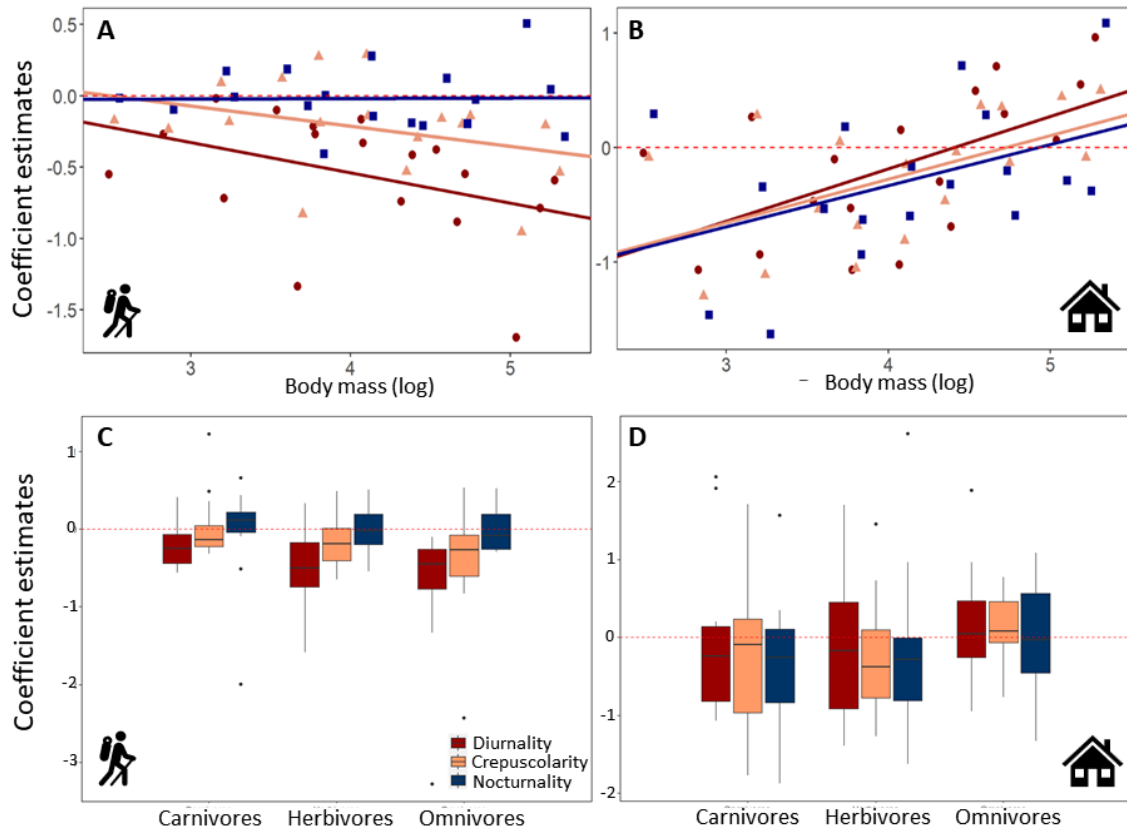 A
B
Coefficient estimates
0.5
0.0
-0.5
-1.0
-1.5
1
0
-1
3
4
5
3
4
5
Body mass (log)
– Body mass (log)
C
D
Coefficient estimates
1
0
-1
-2
-3
2
1
0
-1
-2
Diurnality
Crepuscolarity
Nocturnality
Carnivores
Herbivores
Omnivores
Carnivores
Herbivores
Omnivores